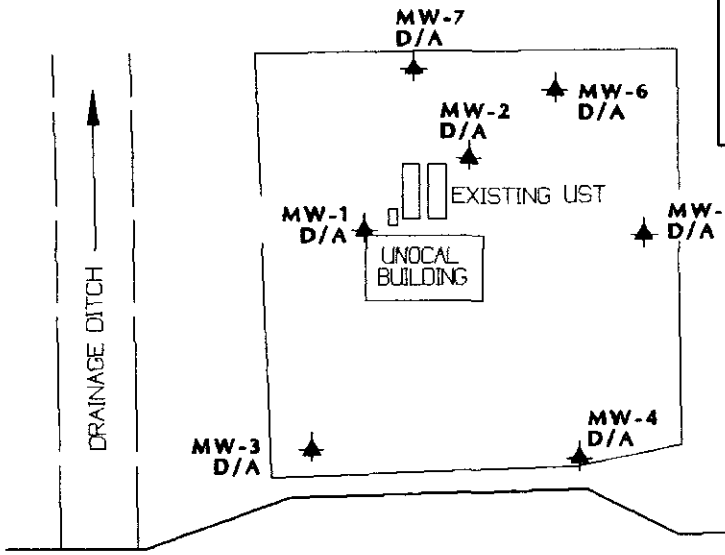 MW-7
D/A
MW-6
D/A
MW-2
D/A
EXISTING UST
MW-1
D/A
MW-
D/A
UNOCAL
BUILDING
DRAINAGE DITCH
MW-4
D/A
MW-3
D/A